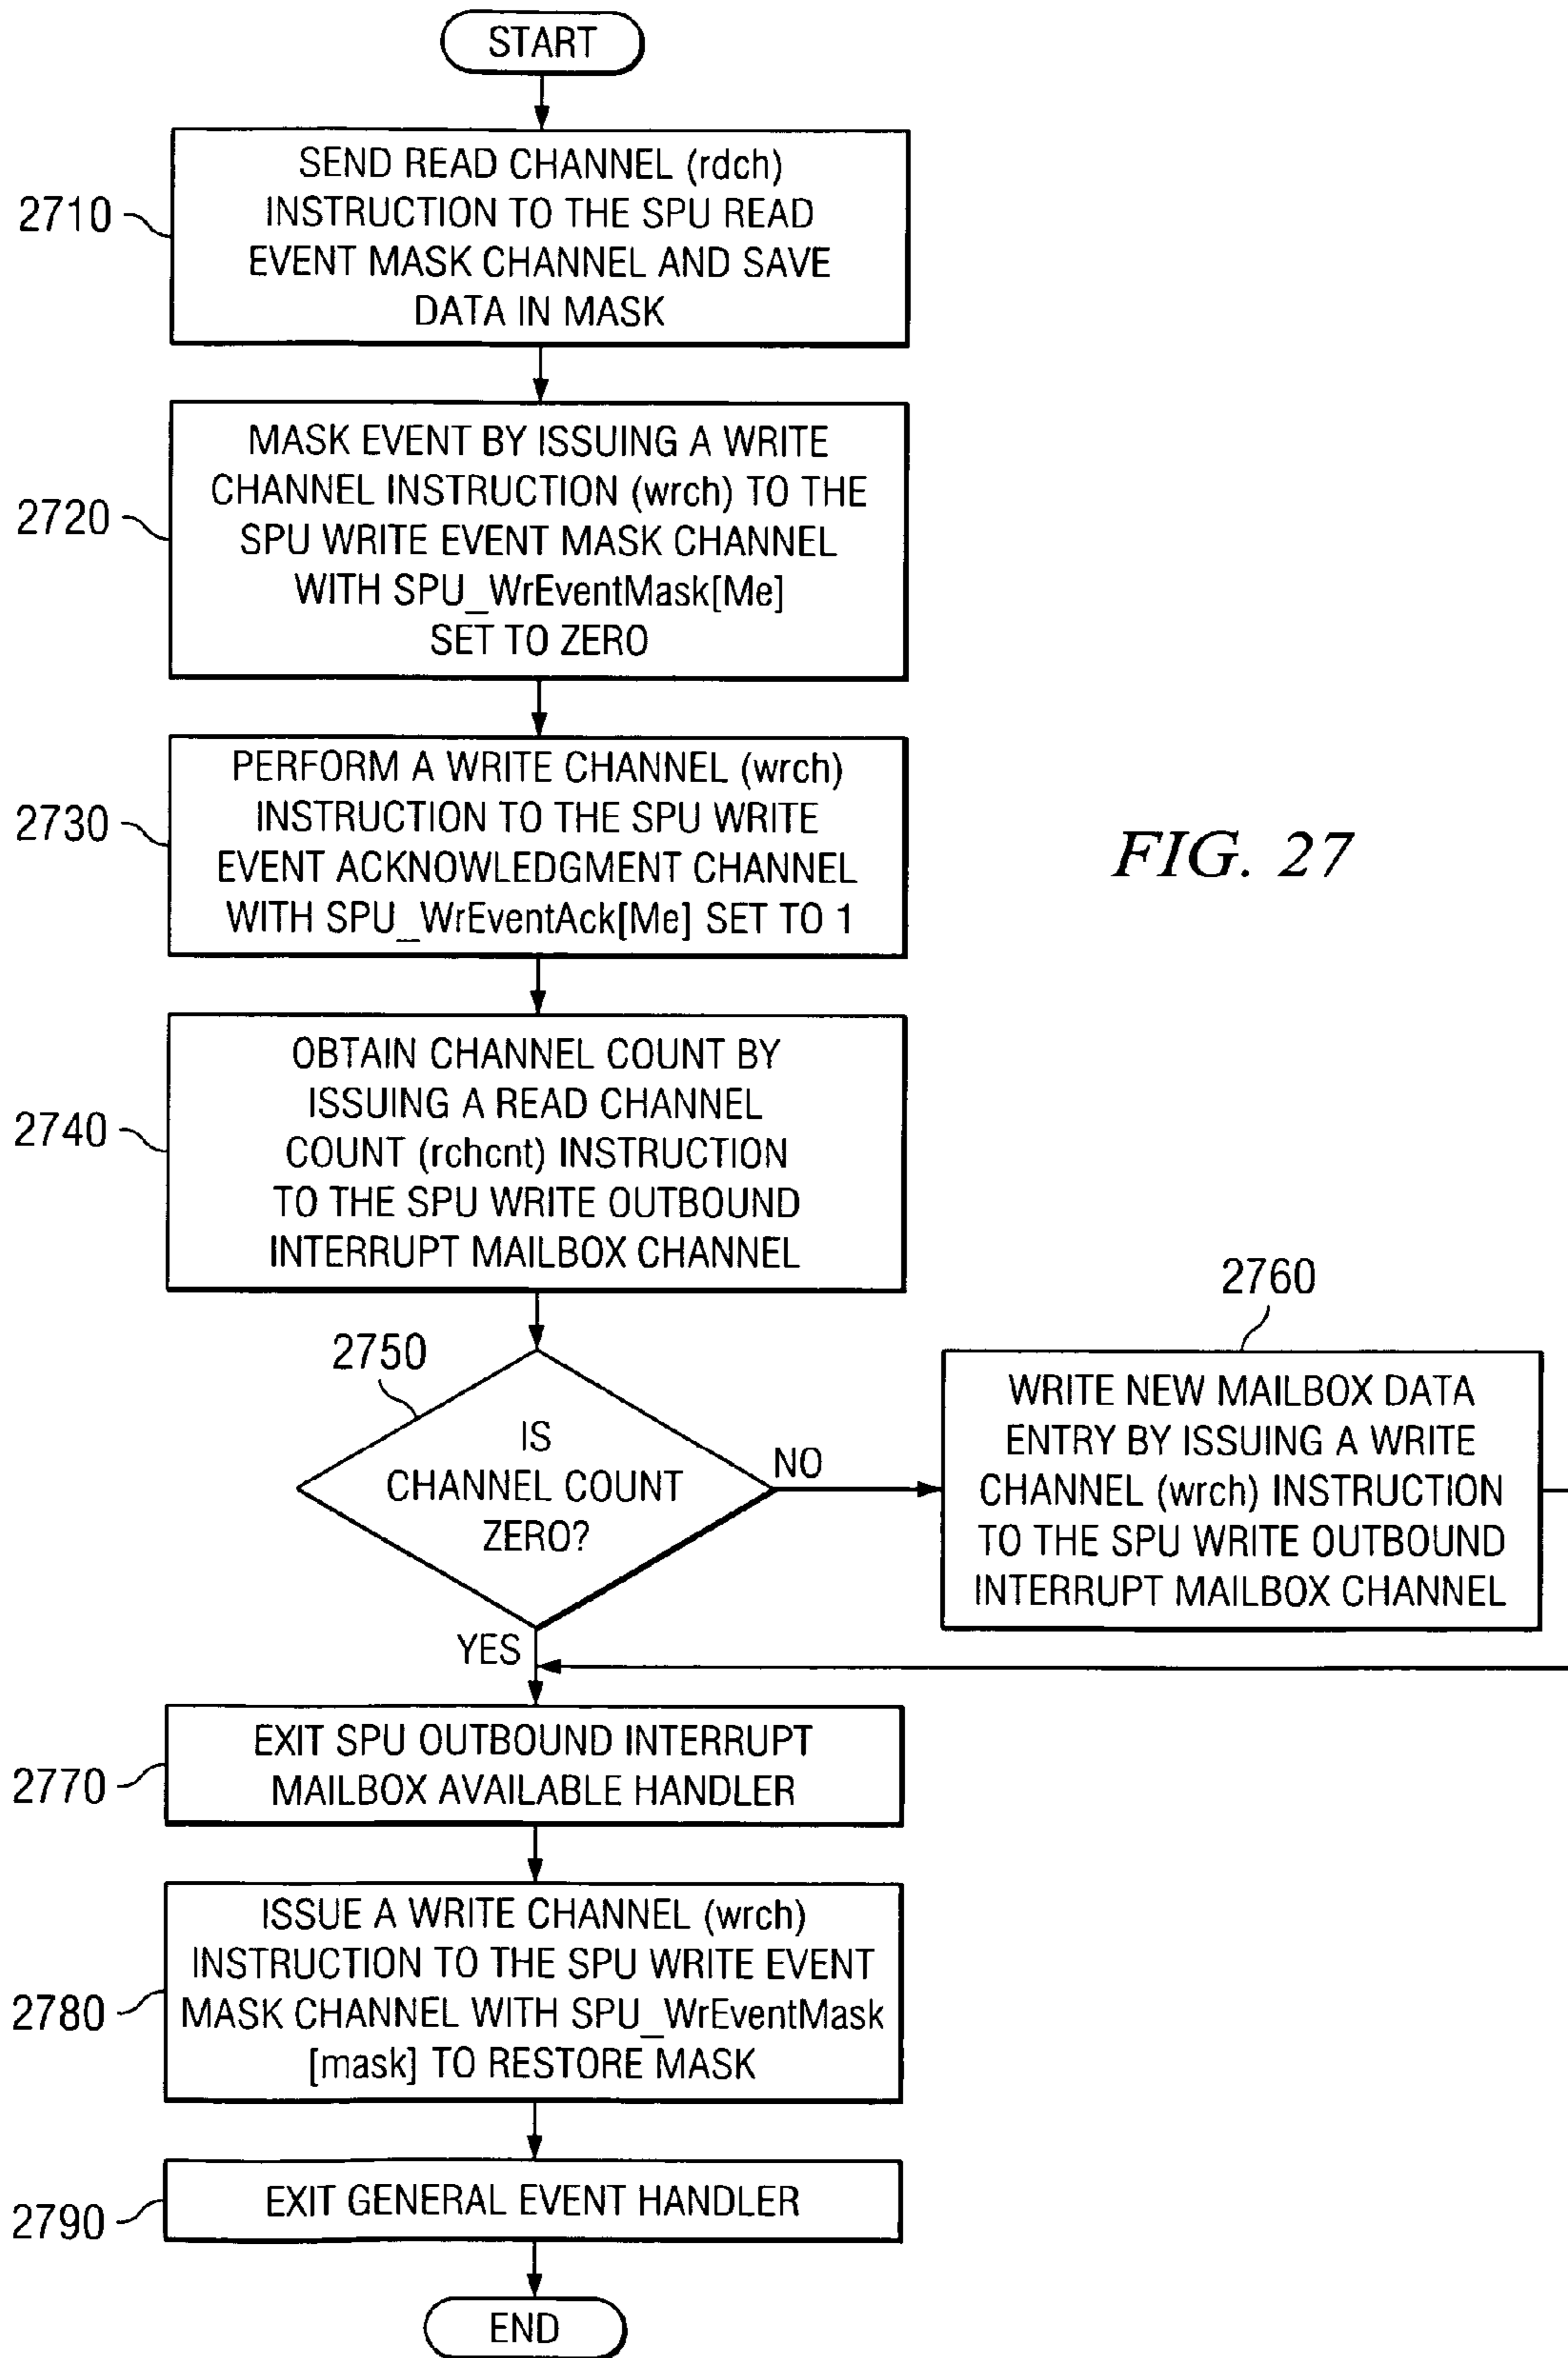 START
2710
SEND READ CHANNEL (rdch)
INSTRUCTION TO THE SPU READ
EVENT MASK CHANNEL AND SAVE
DATA IN MASK
2720
MASK EVENT BY ISSUING A WRITE
CHANNEL INSTRUCTION (wrch) TO THE
SPU WRITE EVENT MASK CHANNEL
WITH SPU_WrEventMask[Me]
SET TO ZERO
2730
PERFORM A WRITE CHANNEL (wrch)
INSTRUCTION TO THE SPU WRITE
EVENT ACKNOWLEDGMENT CHANNEL
WITH SPU_WrEventAck[Me] SET TO 1
FIG. 27
2740
OBTAIN CHANNEL COUNT BY
ISSUING A READ CHANNEL
COUNT (rchcnt) INSTRUCTION
TO THE SPU WRITE OUTBOUND
INTERRUPT MAILBOX CHANNEL
2750
IS
CHANNEL COUNT
ZERO?
NO
2760
WRITE NEW MAILBOX DATA
ENTRY BY ISSUING A WRITE
CHANNEL (wrch) INSTRUCTION
TO THE SPU WRITE OUTBOUND
INTERRUPT MAILBOX CHANNEL
YES
2770
EXIT SPU OUTBOUND INTERRUPT
MAILBOX AVAILABLE HANDLER
2780
ISSUE A WRITE CHANNEL (wrch)
INSTRUCTION TO THE SPU WRITE EVENT
MASK CHANNEL WITH SPU_WrEventMask
[mask] TO RESTORE MASK
2790
EXIT GENERAL EVENT HANDLER
END